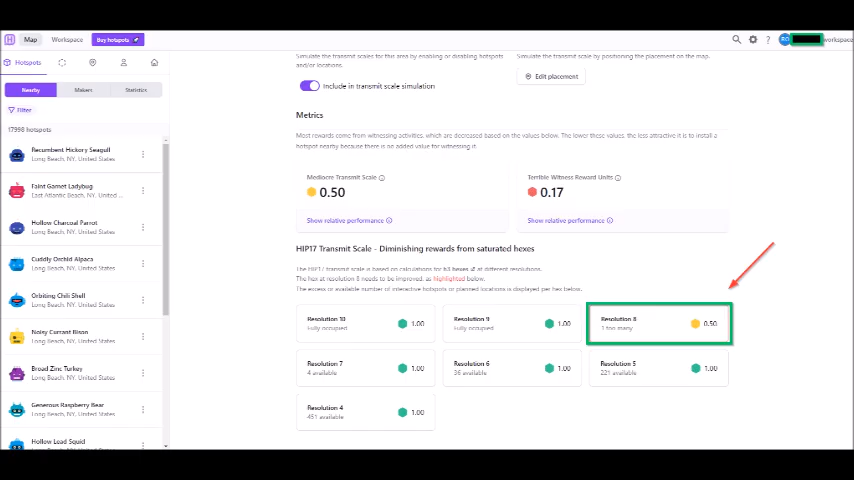 Map
Workspace
Buy hotspots
?
RO
workspace
Hotspots
Nearby
Makers
Statistics
Filter
17998 hotspots
Recumbent Hickory Seagull
Long Beach, NY, United States
Faint Garnet Ladybug
East Atlantic Beach, NY, United ...
Hollow Charcoal Parrot
Long Beach, NY, United States
Cuddly Orchid Alpaca
Long Beach, NY, United States
Orbiting Chili Shell
Long Beach, NY, United States
Noisy Currant Bison
Long Beach, NY, United States
Broad Zinc Turkey
Long Beach, NY, United States
Generous Raspberry Bear
Long Beach, NY, United States
Hollow Lead Squid
Long Beach, NY, United States
Simulate the transmit scales for this area by enabling or disabling hotspots
and/or locations.
Include in transmit scale simulation
Simulate the transmit scale by positioning the placement on the map.
Edit placement
Metrics
Most rewards come from witnessing activities, which are decreased based on the values below. The lower these values, the less attractive it is to install a
hotspot nearby because there is no added value for witnessing it.
Mediocre Transmit Scale
0.50
Show relative performance
Terrible Witness Reward Units
0.17
Show relative performance
HIP17 Transmit Scale - Diminishing rewards from saturated hexes
The HIP17 transmit scale is based on calculations for h3 hexes at different resolutions.
The hex at resolution 8 needs to be improved, as highlighted below.
The excess or available number of interactive hotspots or planned locations is displayed per hex below.
Resolution 10
Fully occupied
1.00
Resolution 9
Fully occupied
1.00
Resolution 8
1 too many
0.50
Resolution 7
4 available
1.00
Resolution 6
36 available
1.00
Resolution 5
221 available
1.00
Resolution 4
451 available
1.00